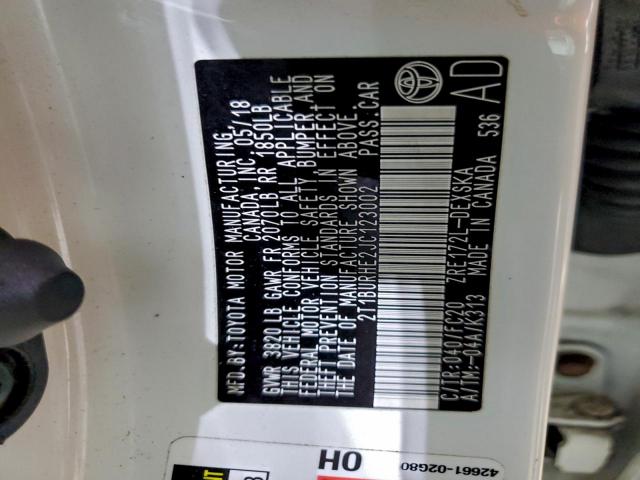 MFD.BY:TOYOTA MOTOR MANUFACTURING
CANADA, INC. 05/18
GVWR 3820 LB GAWR FR 2070LB RR 1850LB
THIS VEHICLE CONFORMS TO ALL APPLICABLE
FEDERAL MOTOR VEHICLE SAFETY, BUMPER, AND
THEFT PREVENTION STANDARDS IN EFFECT ON
THE DATE OF MANUFACTURE SHOWN ABOVE.
2T1BURHE2JC123002 PASS.CAR
C/TR:040/FC20 ZRE172L-DEXSKA
A/TM:-04A/K313 MADE IN CANADA 536
AD
42661-02G80
0H